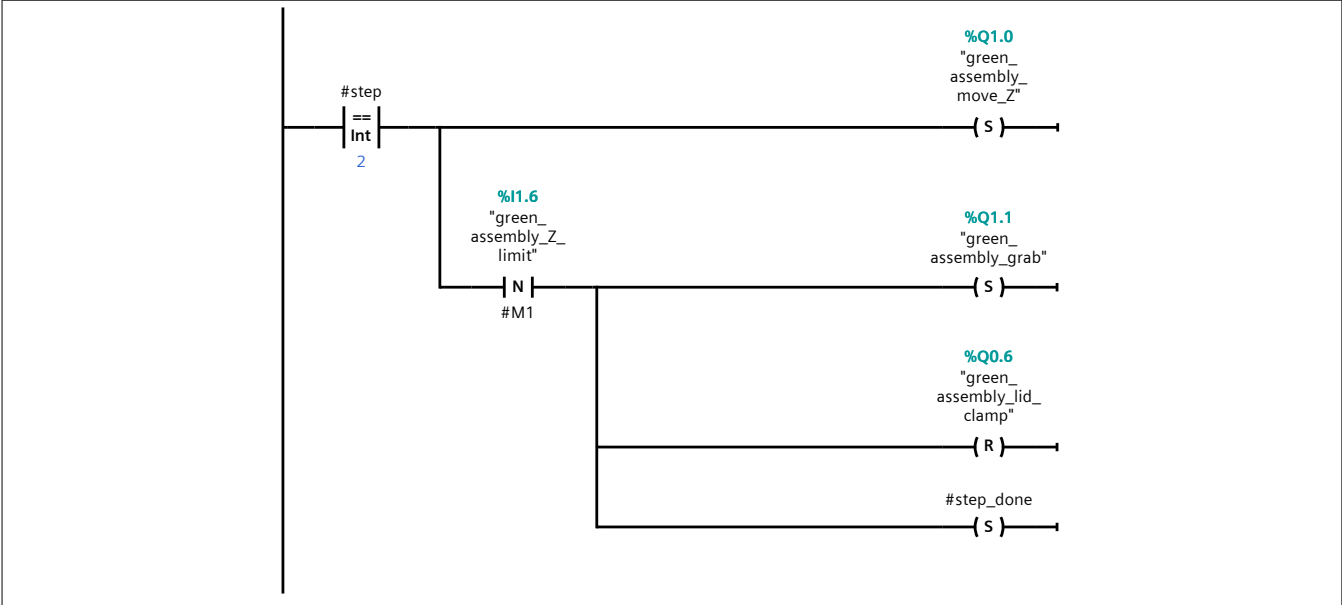 %Q1.0
"green_
assembly_
move_Z"
#step
==
Int
2
( S )
%I1.6
"green_
assembly_Z_
limit"
N
#M1
%Q1.1
"green_
assembly_grab"
( S )
%Q0.6
"green_
assembly_lid_
clamp"
( R )
#step_done
( S )